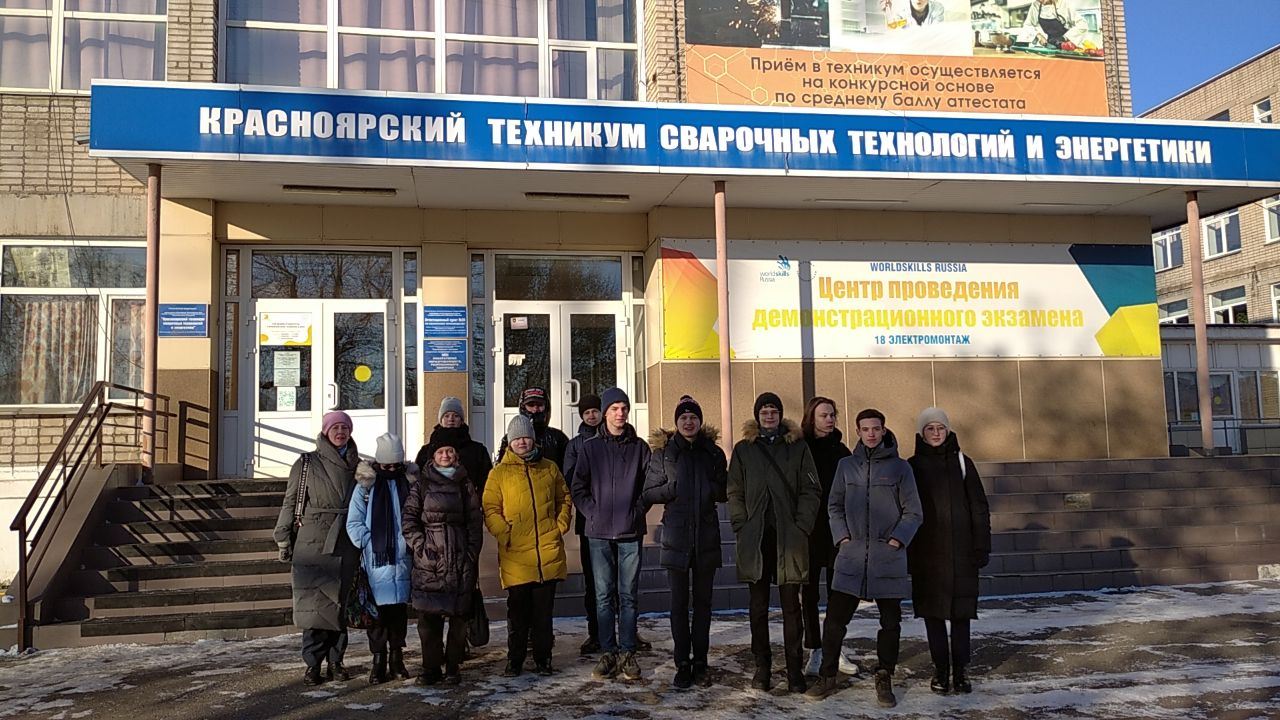 Приём в техникум осуществляется
на конкурсной основе
по среднему баллу аттестата
КРАСНОЯРСКИЙ ТЕХНИКУМ СВАРОЧНЫХ ТЕХНОЛОГИЙ И ЭНЕРГЕТИКИ
worldskills
Russia
WORLDSKILLS RUSSIA
Центр проведения
демонстрационного экзамена
18 ЭЛЕКТРОМОНТАЖ